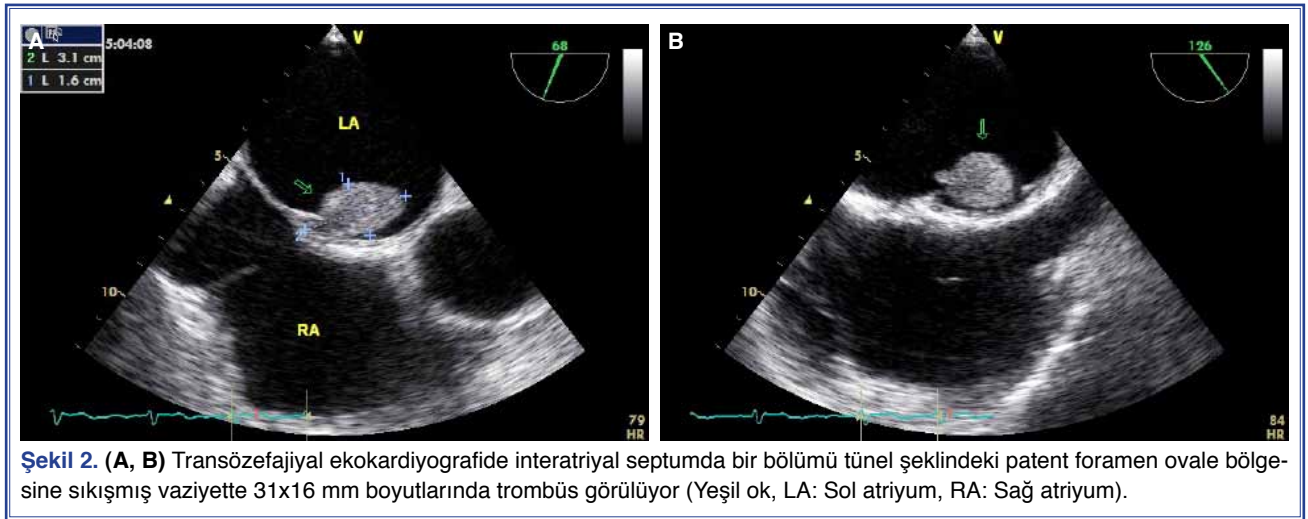 A
5:04:08
2 L 3.1 cm
1 L 1.6 cm
V
68
LA
5
1
2
10
RA
79
HR
B
V
126
5
10
84
HR
Şekil 2. (A, B) Transözefajiyal ekokardiyografide interatriyal septumda bir bölümü tünel şeklindeki patent foramen ovale bölge-
sine sıkışmış vaziyette 31x16 mm boyutlarında trombüs görülüyor (Yeşil ok, LA: Sol atriyum, RA: Sağ atriyum).